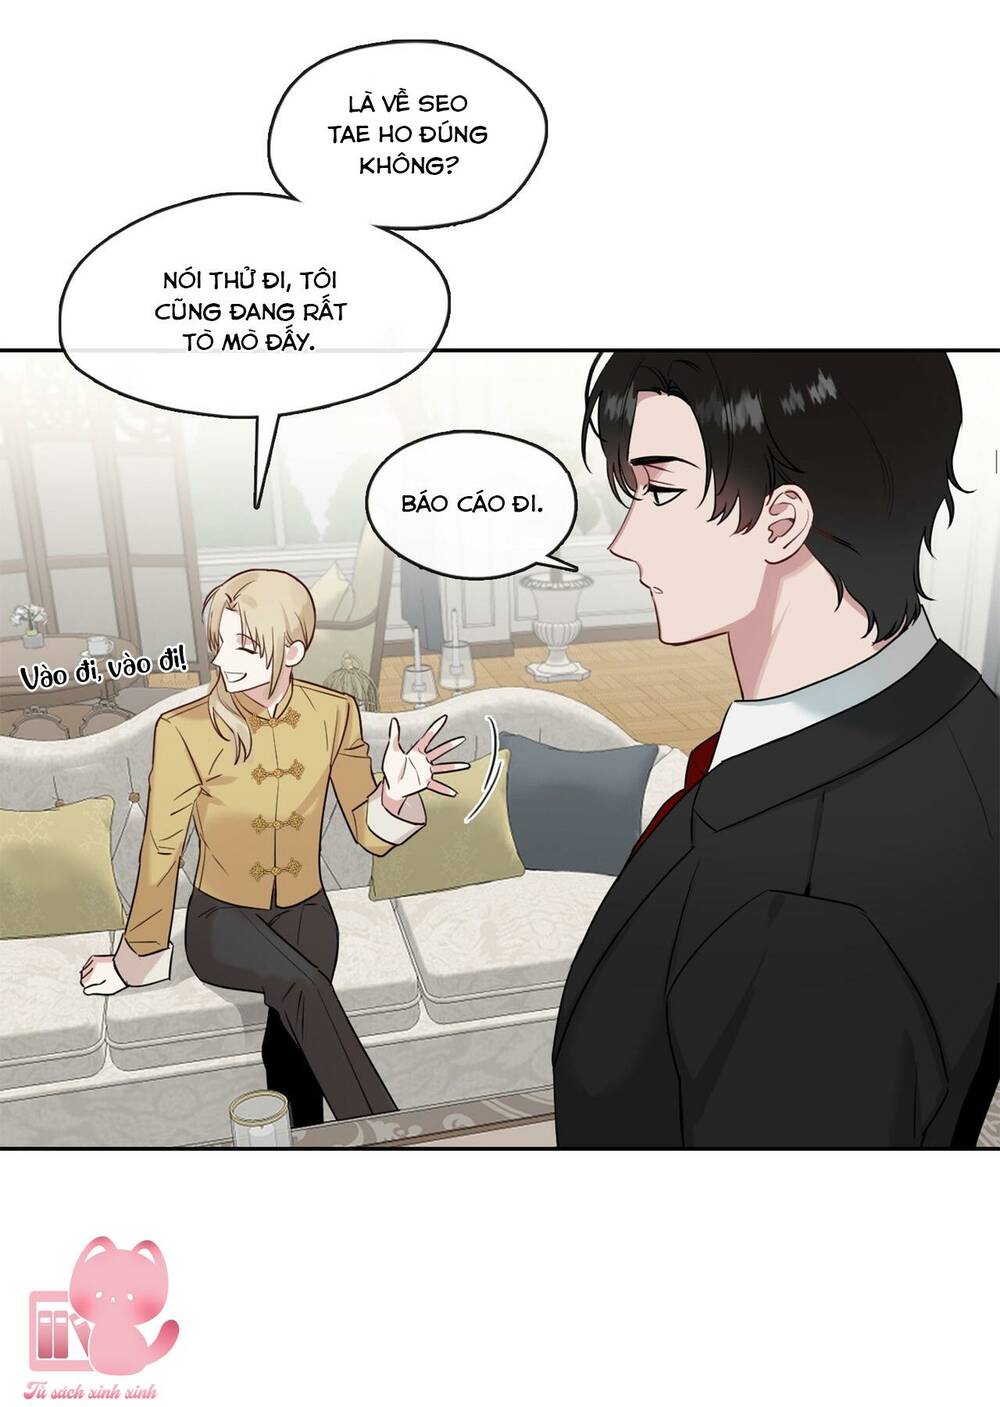 LÀ VỀ SEO
TAE HO ĐÚNG
KHÔNG?
NÓI THỬ ĐI, TÔI
CŨNG ĐANG RẤT
TÒ MÒ ĐẤY.
BÁO CÁO ĐI.
Vào đi, vào đi!
Tủ sách xinh xinh